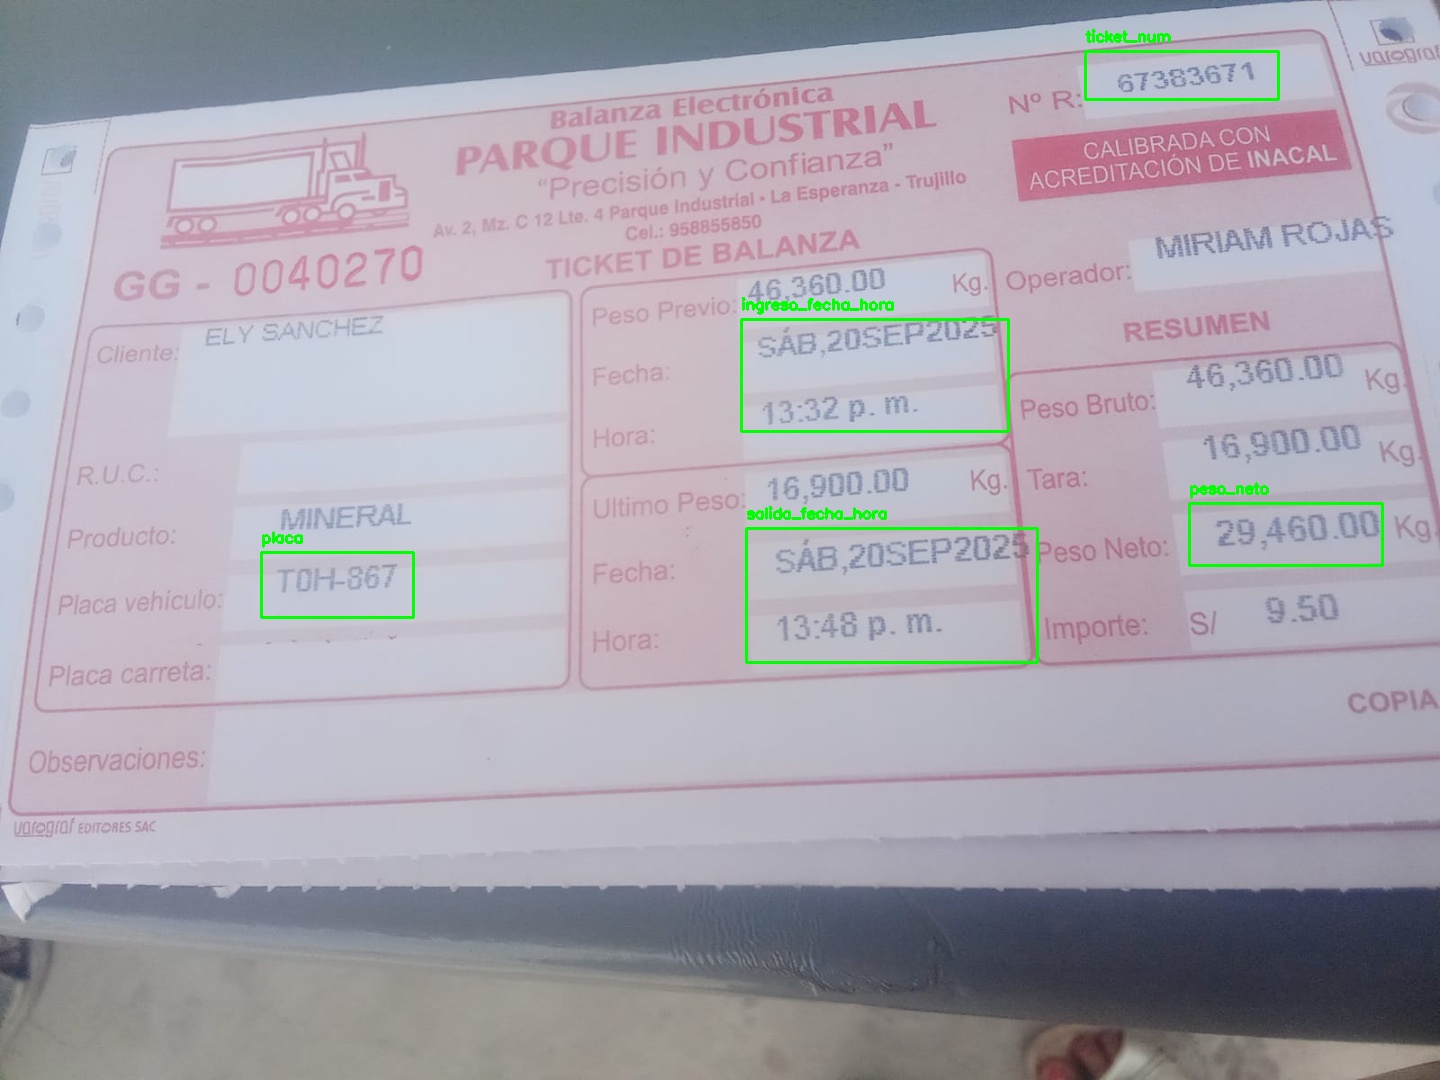 ticket_num
Nº R: 67383671
varograf
Balanza Electrónica
PARQUE INDUSTRIAL
"Precisión y Confianza"
Av. 2, Mz. C 12 Lte. 4 Parque Industrial - La Esperanza - Trujillo
Cel.: 958855850
CALIBRADA CON
ACREDITACIÓN DE INACAL
GG - 0040270
TICKET DE BALANZA
Operador: MIRIAM ROJAS
Cliente: ELY SANCHEZ
R.U.C.:
Producto: MINERAL
placa
Placa vehículo: T0H-867
Placa carreta:
Observaciones:
Peso Previo: 46,360.00 Kg.
ingreso_fecha_hora
Fecha: SÁB,20SEP2025
Hora: 13:32 p. m.
Ultimo Peso: 16,900.00 Kg.
salida_fecha_hora
Fecha: SÁB,20SEP2025
Hora: 13:48 p. m.
RESUMEN
Peso Bruto: 46,360.00 Kg.
Tara: 16,900.00 Kg.
peso_neto
Peso Neto: 29,460.00 Kg.
Importe: S/ 9.50
COPIA
varograf EDITORES SAC